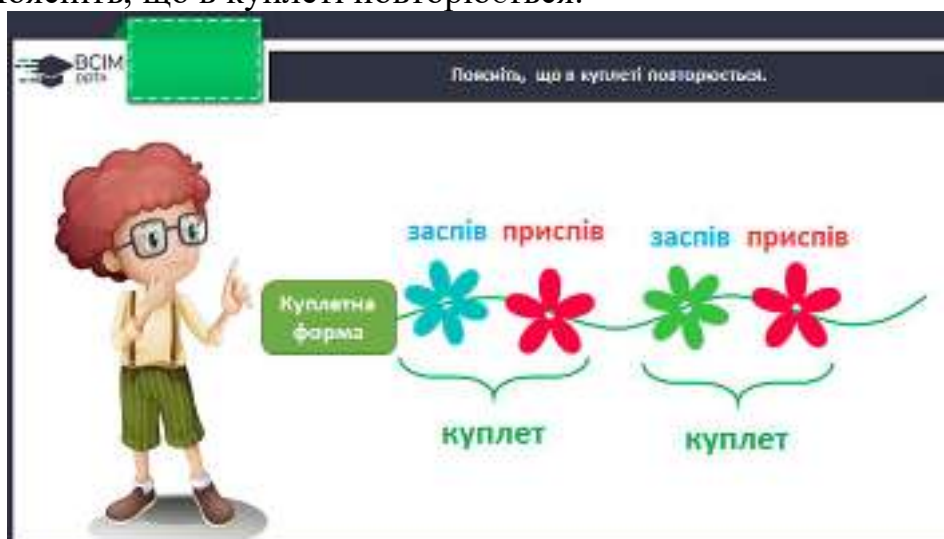 поясніть, що в куплеті повторюється.
ВСІМ
pptx
Поясніть, що в куплеті повторюється.
заспів приспів заспів приспів
Куплетна
форма
куплет куплет